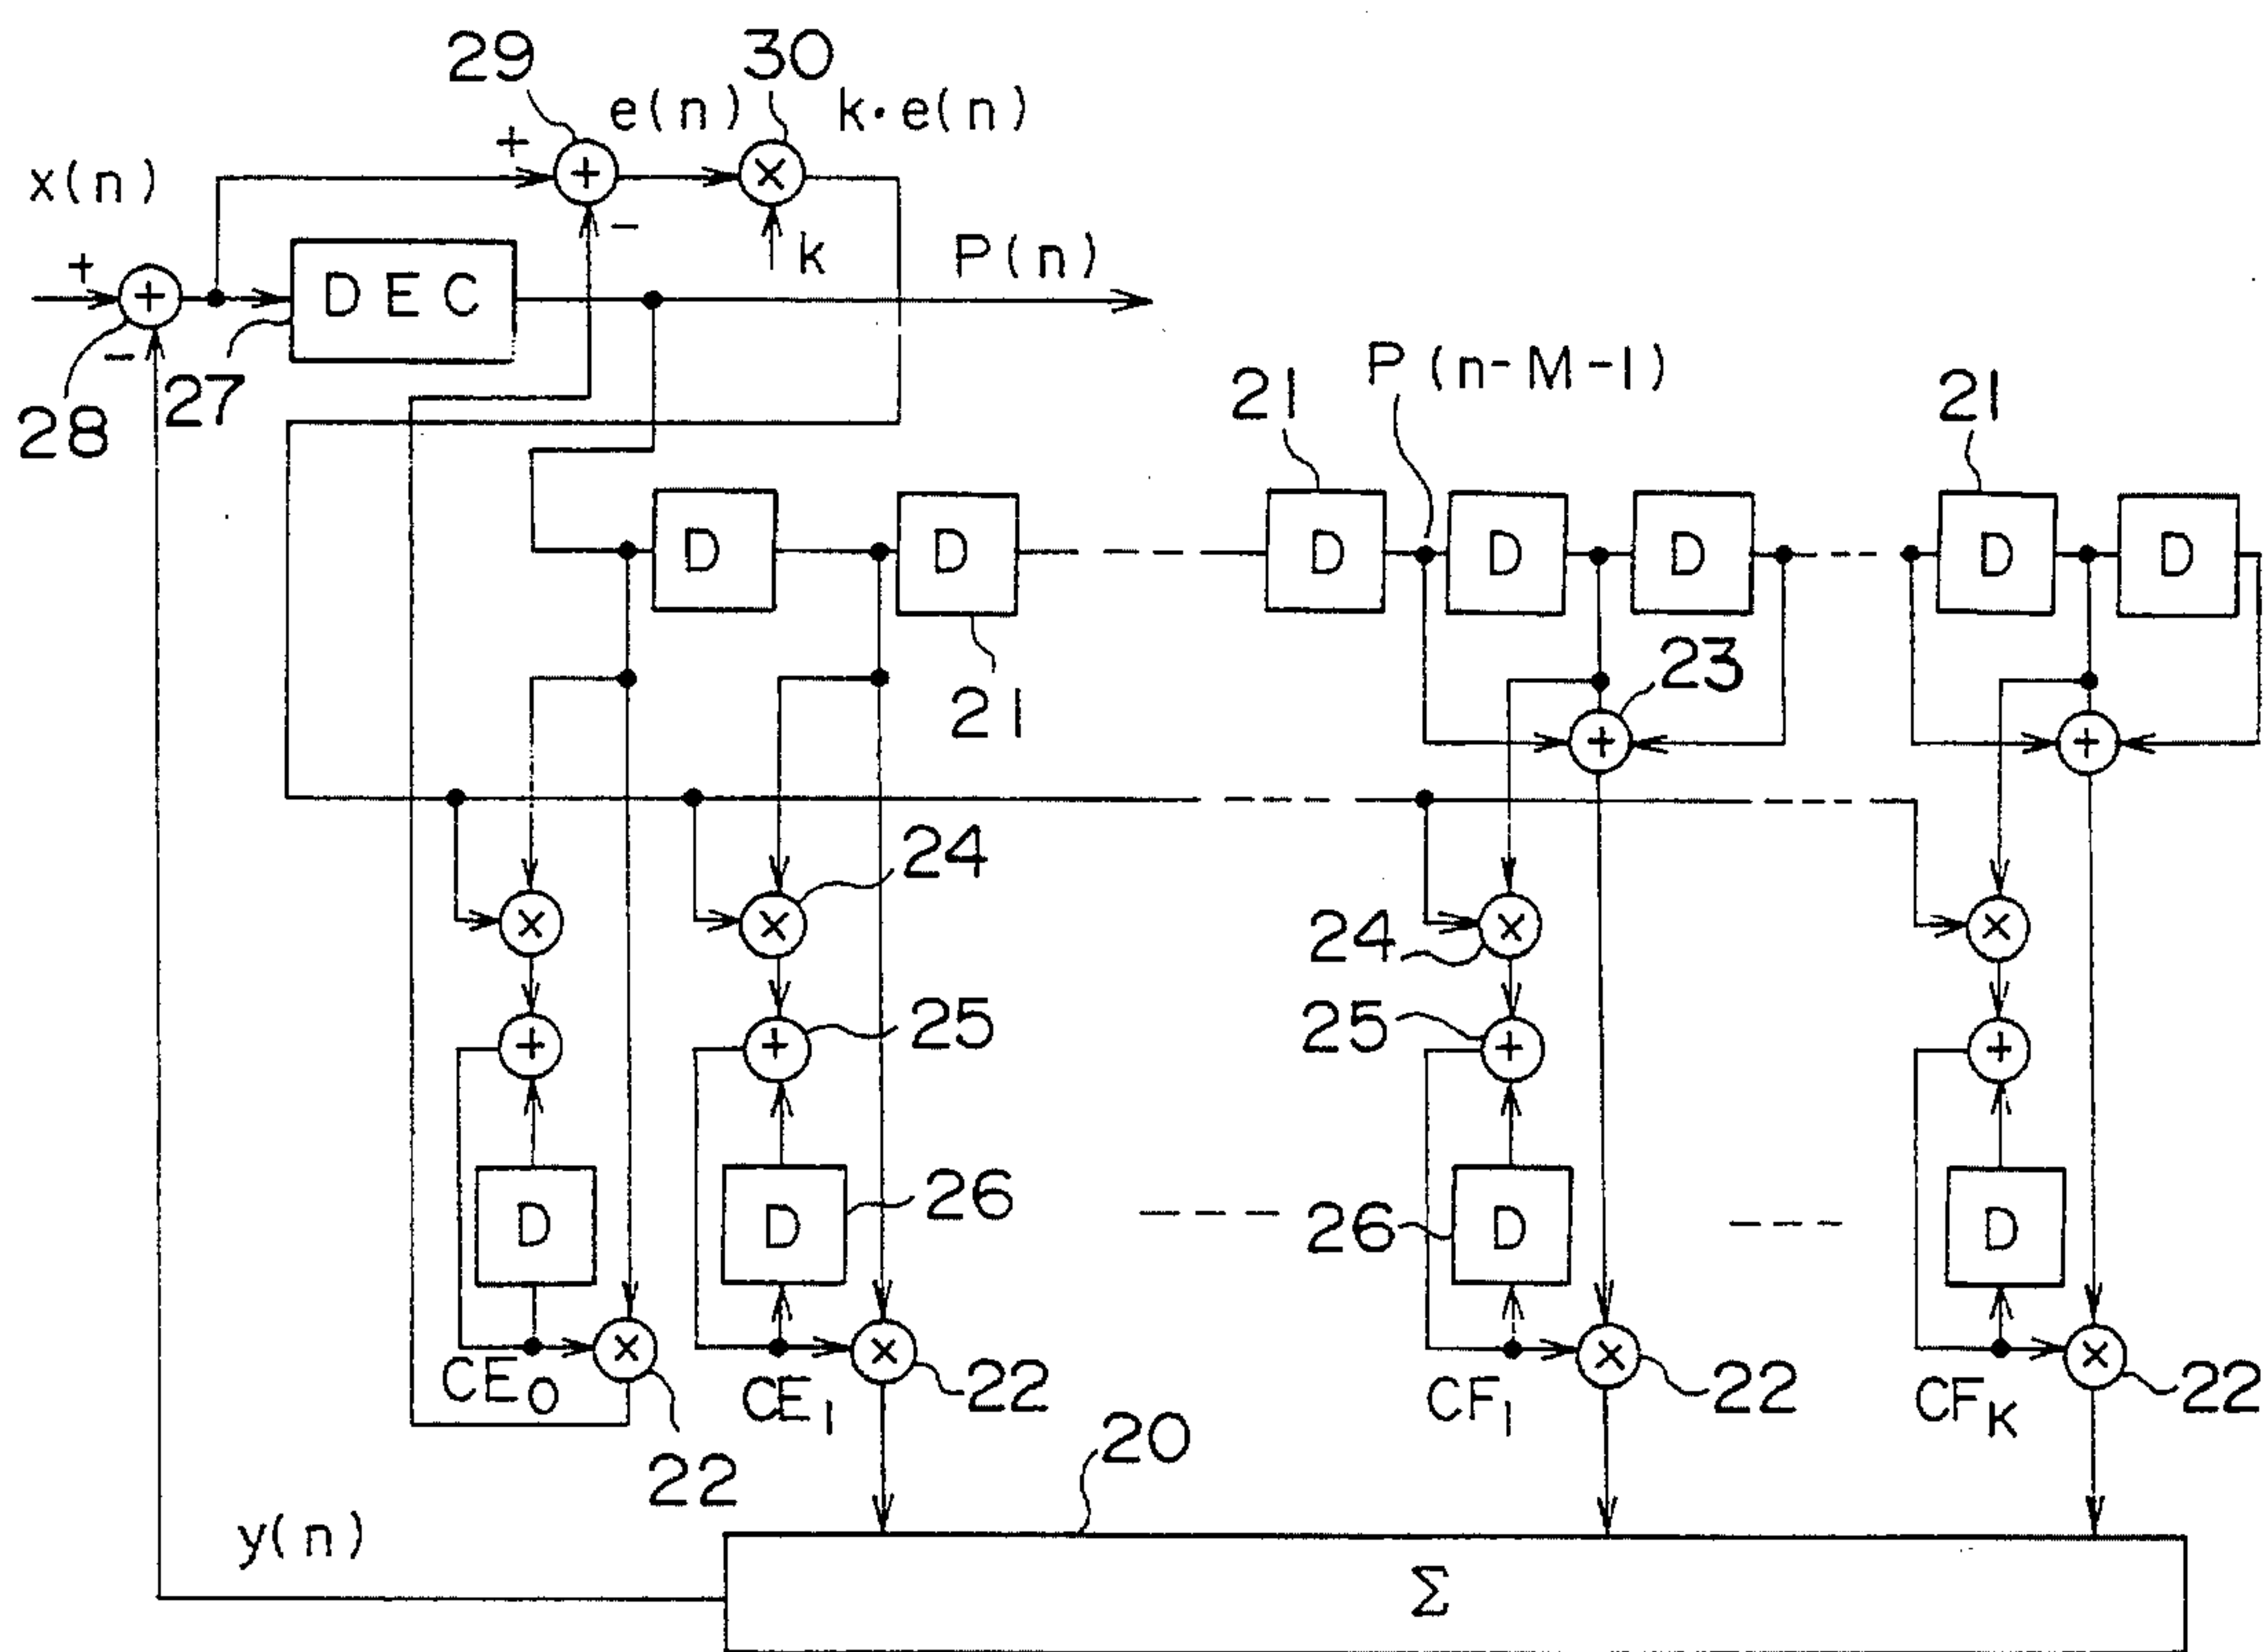 29
30
e(n)
k·e(n)
+
+
×
x(n)
−
+
+
DEC
k
P(n)
−
28
27
P(n-M-1)
21
21
D
D
D
D
D
D
D
21
23
+
+
24
×
×
24
×
×
25
25
+
+
+
+
26
26
D
D
D
D
×
×
×
×
CE0
CE1
22
CF1
22
CFK
22
22
20
y(n)
Σ